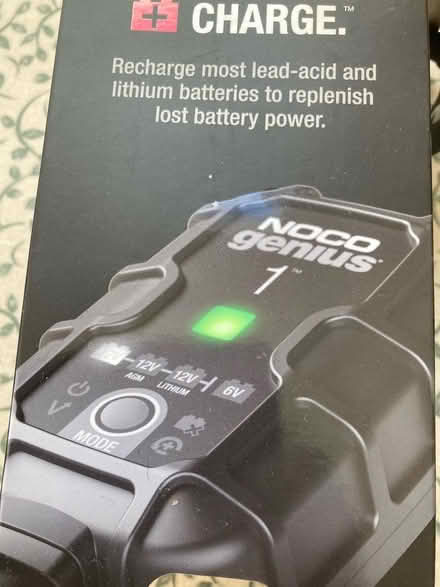 CHARGE.™
Recharge most lead-acid and
lithium batteries to replenish
lost battery power.
NOCO
genius®
1™
12V 12V 6V
AGM LITHIUM
MODE